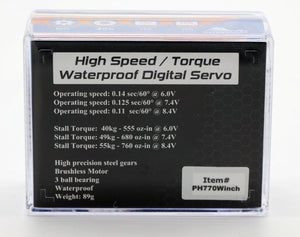 High Speed / Torque
Waterproof Digital Servo
Operating speed: 0.14 sec/60° @ 6.0V
Operating speed: 0.125 sec/60° @ 7.4V
Operating speed: 0.11 sec/60° @ 8.4V
Stall Torque: 40kg - 555 oz-in @ 6.0V
Stall Torque: 49kg - 680 oz-in @ 7.4V
Stall Torque: 55kg - 760 oz-in @ 8.4V
High precision steel gears
Brushless Motor
3 ball bearing
Waterproof
Weight: 89g
Item#
PH770Winch